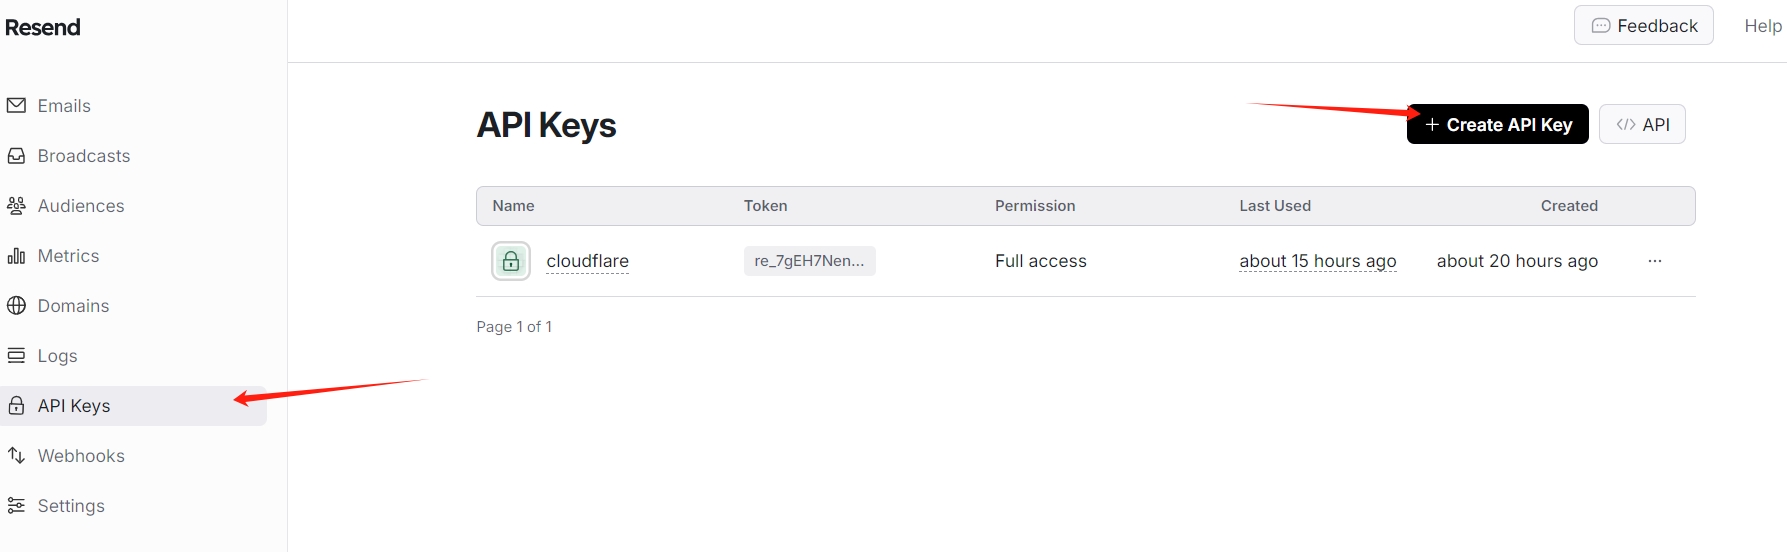 Resend
Feedback
Help
Emails
Broadcasts
Audiences
Metrics
Domains
Logs
API Keys
Webhooks
Settings
API Keys
+ Create API Key
</> API
Name Token Permission Last Used Created
cloudflare re_7gEH7Nen... Full access about 15 hours ago about 20 hours ago ...
Page 1 of 1